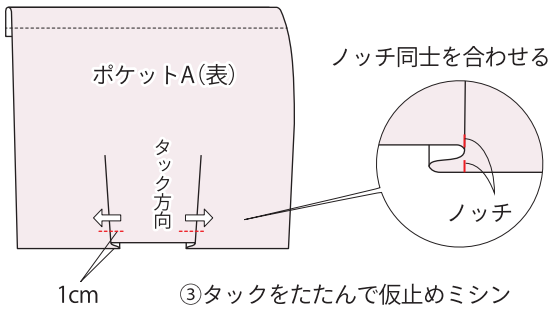 ノッチ同士を合わせる
ポケットA(表)
タック方向
ノッチ
1cm
③タックをたたんで仮止めミシン